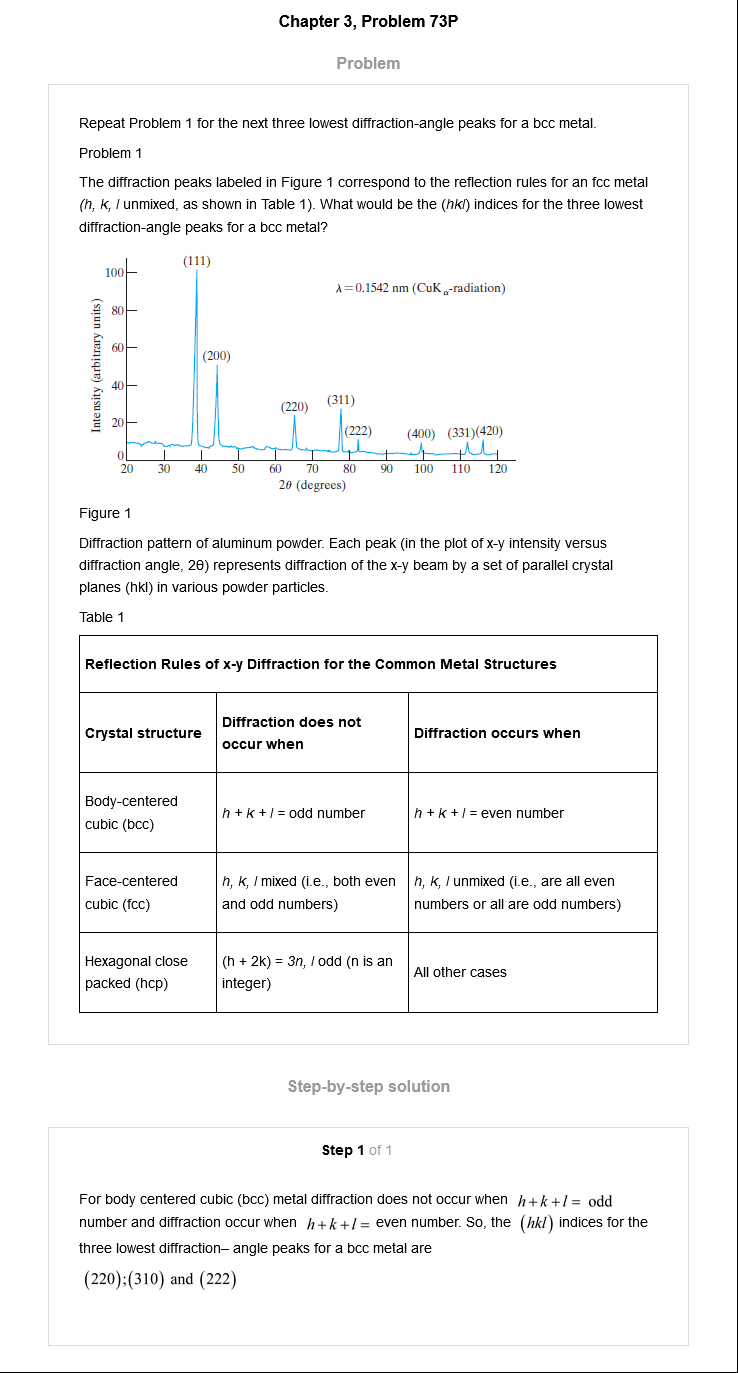 Chapter 3, Problem 73P
Problem
Repeat Problem 1 for the next three lowest diffraction-angle peaks for a bcc metal.
Problem 1
The diffraction peaks labeled in Figure 1 correspond to the reflection rules for an fcc metal
(h, k, l unmixed, as shown in Table 1). What would be the (hkl) indices for the three lowest
diffraction-angle peaks for a bcc metal?
(111)
100
λ=0.1542 nm (CuKα-radiation)
80
60
(200)
40
(220)
(311)
20
(222)
(400)
(331)(420)
0
20 30 40 50 60 70 80 90 100 110 120
Intensity (arbitrary units)
2θ (degrees)
Figure 1
Diffraction pattern of aluminum powder. Each peak (in the plot of x-y intensity versus
diffraction angle, 2θ) represents diffraction of the x-y beam by a set of parallel crystal
planes (hkl) in various powder particles.
Table 1
Reflection Rules of x-y Diffraction for the Common Metal Structures
Crystal structure
Diffraction does not
occur when
Diffraction occurs when
Body-centered
cubic (bcc)
h + k + l = odd number
h + k + l = even number
Face-centered
cubic (fcc)
h, k, l mixed (i.e., both even
and odd numbers)
h, k, l unmixed (i.e., are all even
numbers or all are odd numbers)
Hexagonal close
packed (hcp)
(h + 2k) = 3n, l odd (n is an
integer)
All other cases
Step-by-step solution
Step 1 of 1
For body centered cubic (bcc) metal diffraction does not occur when h+k+l= odd
number and diffraction occur when h+k+l= even number. So, the (hkl) indices for the
three lowest diffraction– angle peaks for a bcc metal are
(220);(310) and (222)